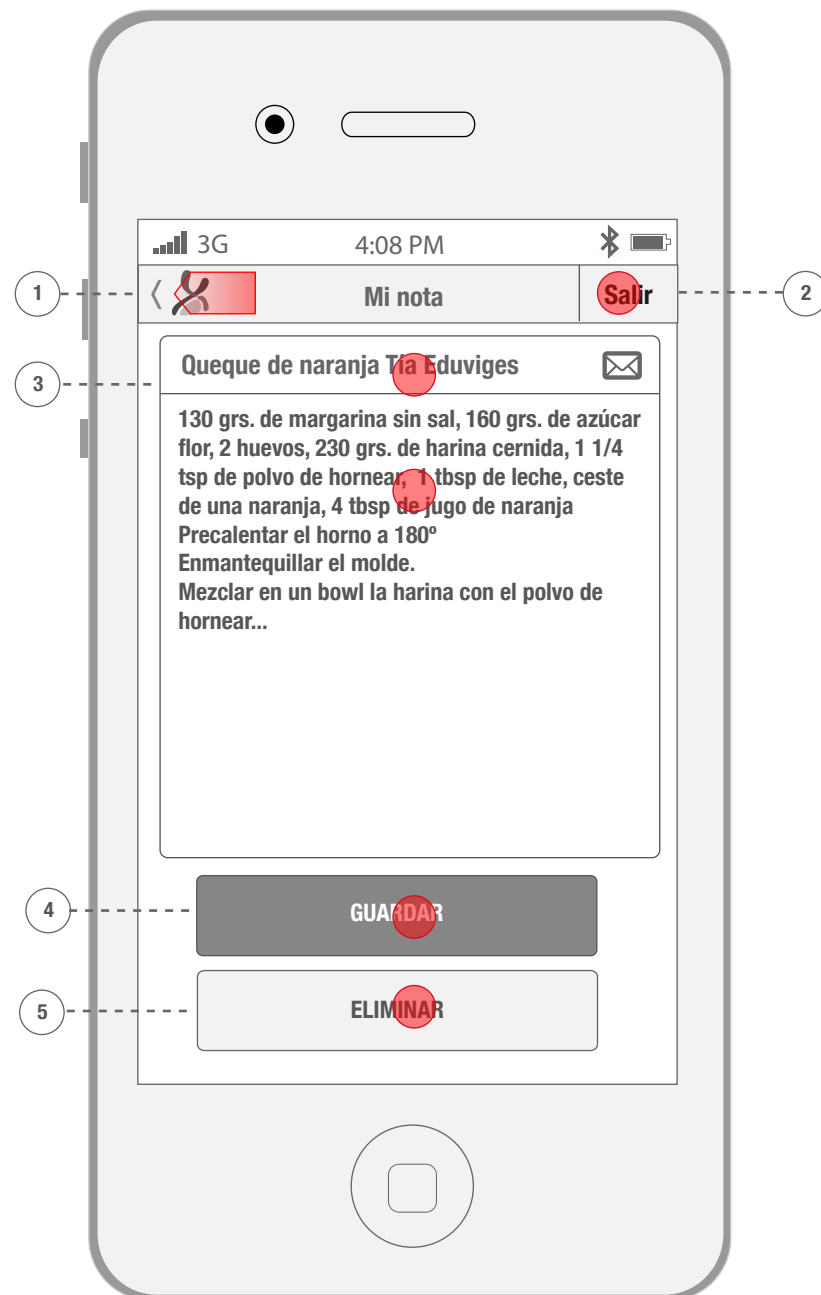 3G
4:08 PM
1
Mi nota
Salir
2
3
Queque de naranja Tía Eduviges
130 grs. de margarina sin sal, 160 grs. de azúcar
flor, 2 huevos, 230 grs. de harina cernida, 1 1/4
tsp de polvo de hornear,  1 tbsp de leche, ceste
de una naranja, 4 tbsp de jugo de naranja
Precalentar el horno a 180º
Enmantequillar el molde.
Mezclar en un bowl la harina con el polvo de
hornear...
4
GUARDAR
5
ELIMINAR